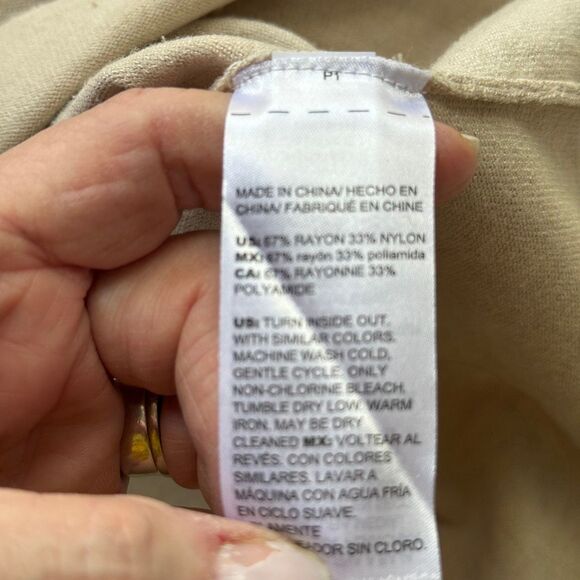 P1
MADE IN CHINA/ HECHO EN
CHINA/ FABRIQUÉ EN CHINE
US: 67% RAYON 33% NYLON
MX: 67% rayón 33% poliamida
CA: 67% RAYONNE 33%
POLYAMIDE
US: TURN INSIDE OUT.
WITH SIMILAR COLORS.
MACHINE WASH COLD,
GENTLE CYCLE. ONLY
NON-CHLORINE BLEACH.
TUMBLE DRY LOW. WARM
IRON. MAY BE DRY
CLEANED MX: VOLTEAR AL
REVÉS. CON COLORES
SIMILARES. LAVAR A
MÁQUINA CON AGUA FRÍA
EN CICLO SUAVE.
SIN CLORO.